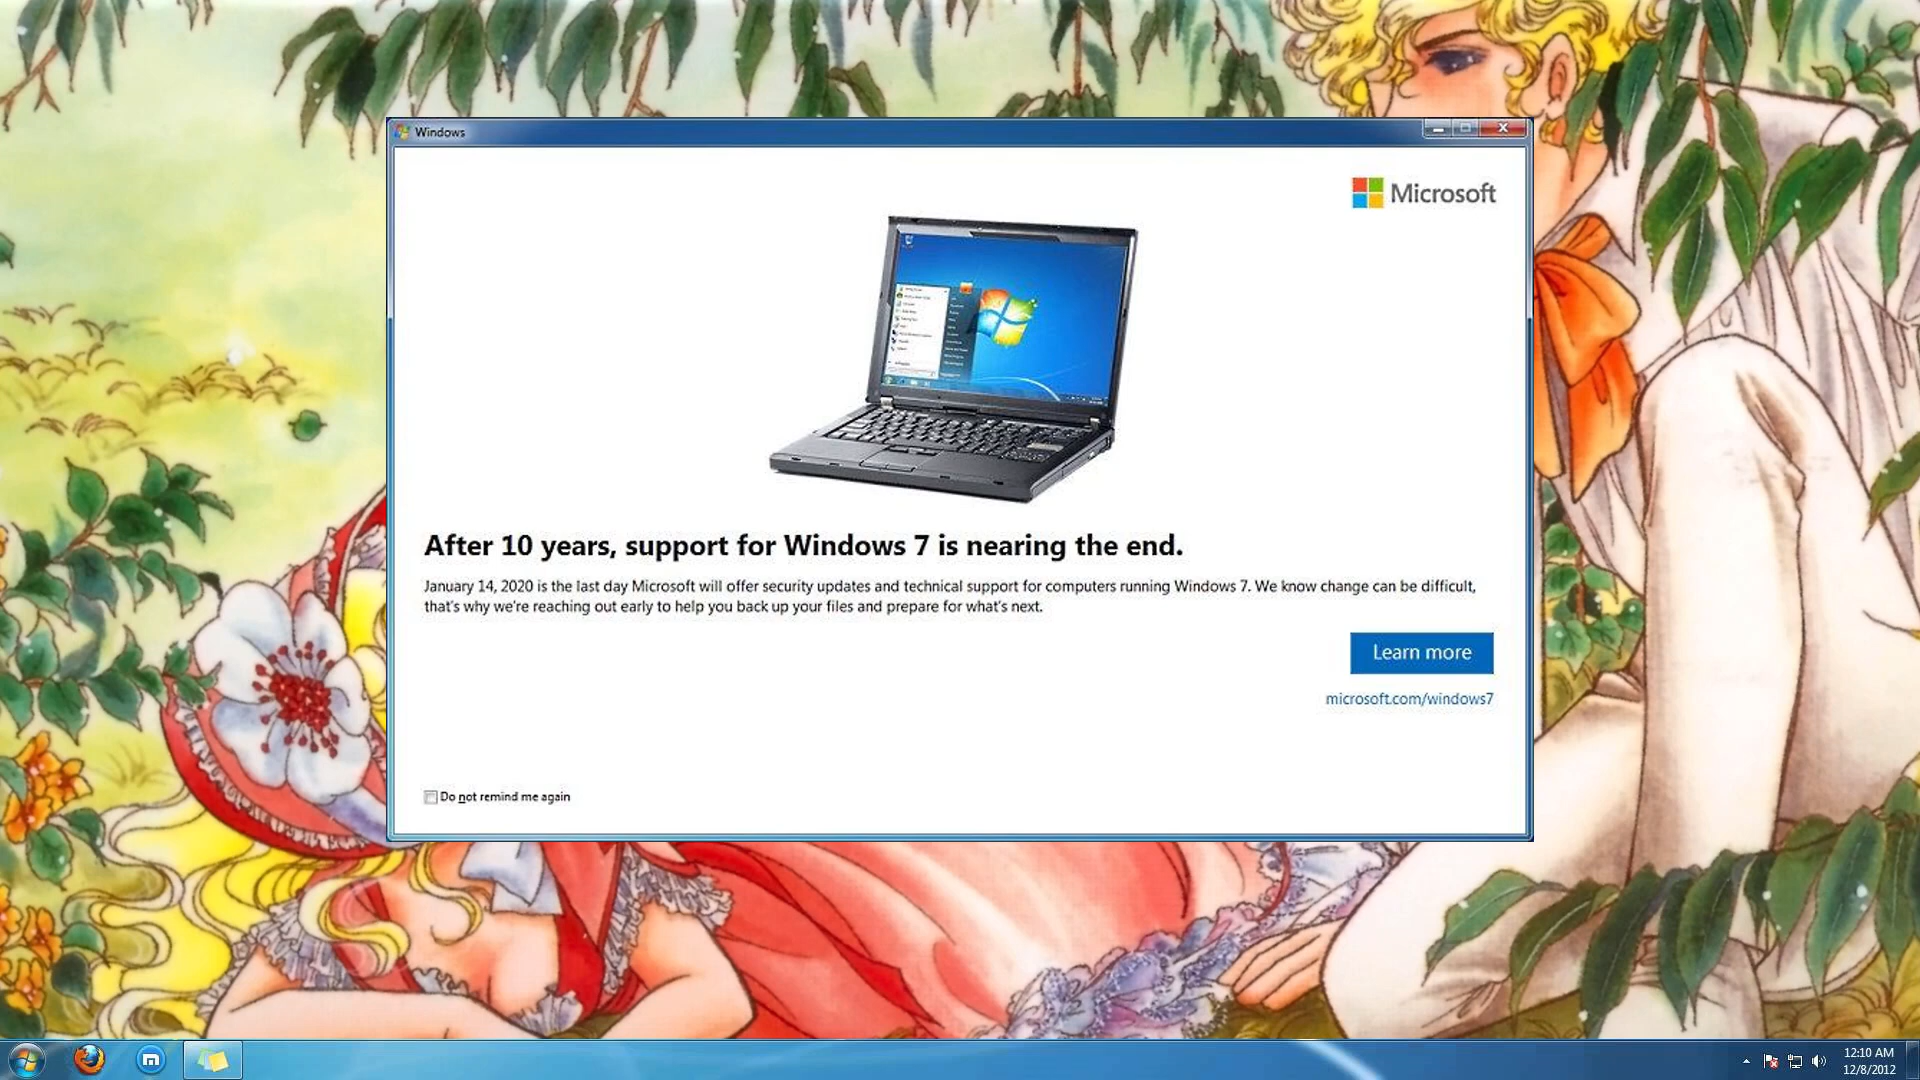 Windows
Microsoft
After 10 years, support for Windows 7 is nearing the end.
January 14, 2020 is the last day Microsoft will offer security updates and technical support for computers running Windows 7. We know change can be difficult,
that's why we're reaching out early to help you back up your files and prepare for what's next.
Learn more
microsoft.com/windows7
Do not remind me again
12:10 AM
12/8/2012